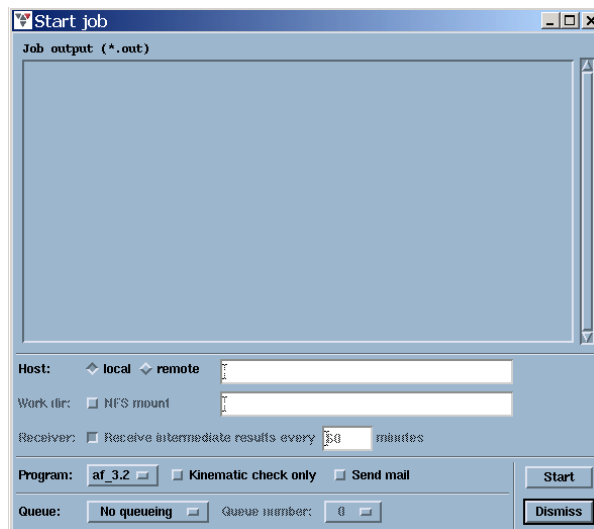 Start job
Job output (*.out)
Host: local remote
Work dir: NFS mount
Receiver: Receive intermediate results every 60 minutes
Program: af_3.2 Kinematic check only Send mail Start
Queue: No queueing Queue number: 0 Dismiss